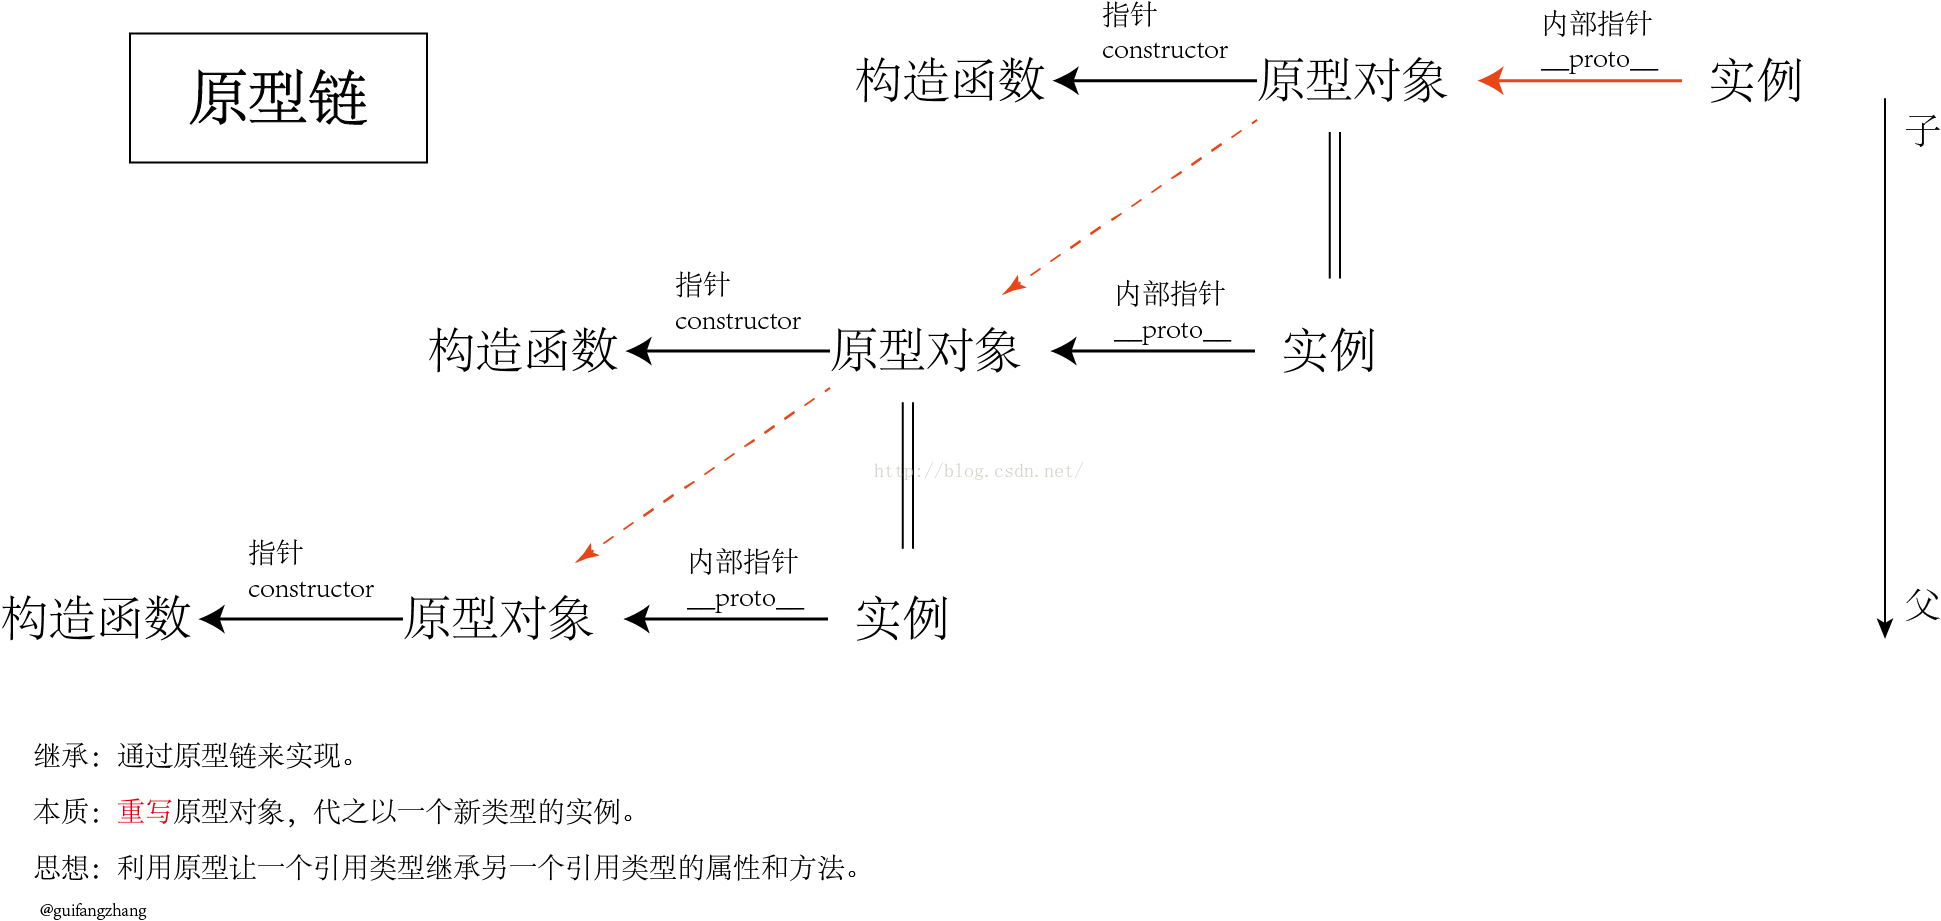 原型链
指针
constructor
内部指针
__proto__
构造函数
原型对象
实例
子
指针
constructor
内部指针
__proto__
构造函数
原型对象
实例
http://blog.csdn.net/
指针
constructor
内部指针
__proto__
构造函数
原型对象
实例
父
继承：通过原型链来实现。
本质：重写原型对象，代之以一个新类型的实例。
思想：利用原型让一个引用类型继承另一个引用类型的属性和方法。
@guifangzhang